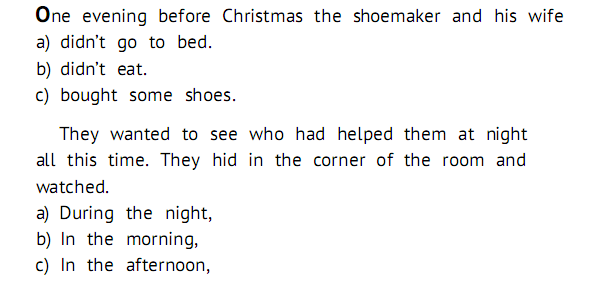 One evening before Christmas the shoemaker and his wife
a) didn't go to bed.
b) didn't eat.
c) bought some shoes.
They wanted to see who had helped them at night
all this time. They hid in the corner of the room and
watched.
a) During the night,
b) In the morning,
c) In the afternoon,